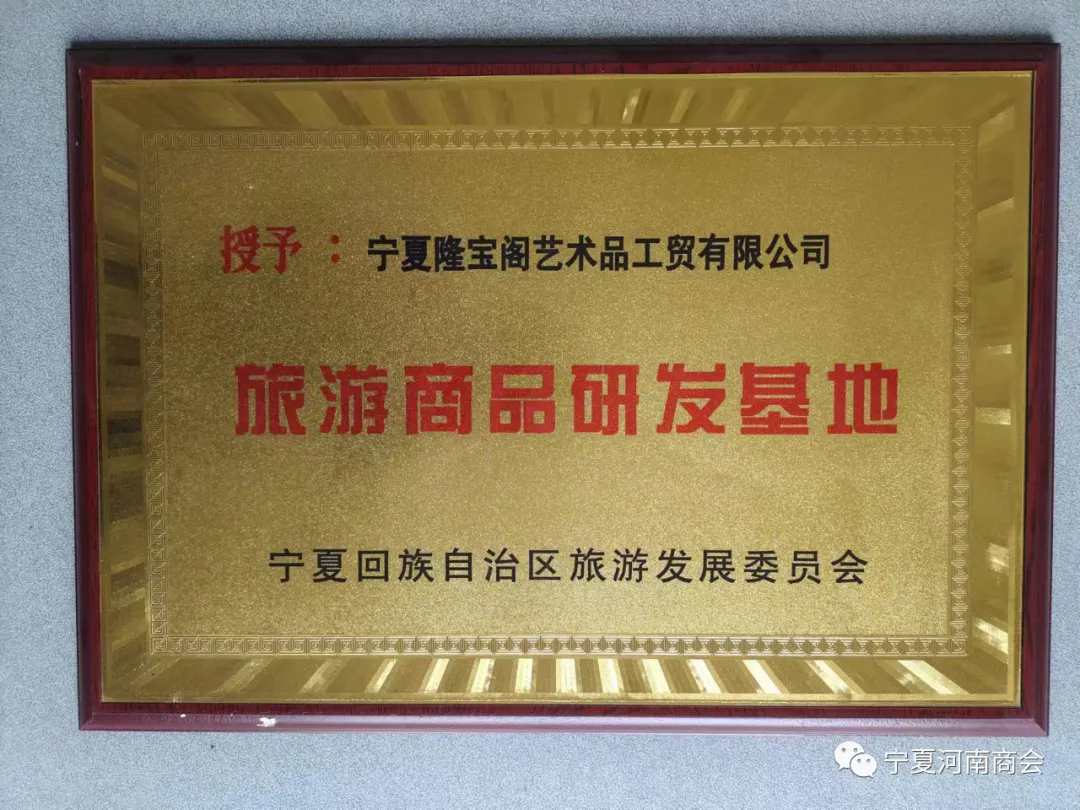 授予：宁夏隆宝阁艺术品工贸有限公司
旅游商品研发基地
宁夏回族自治区旅游发展委员会
宁夏河南商会